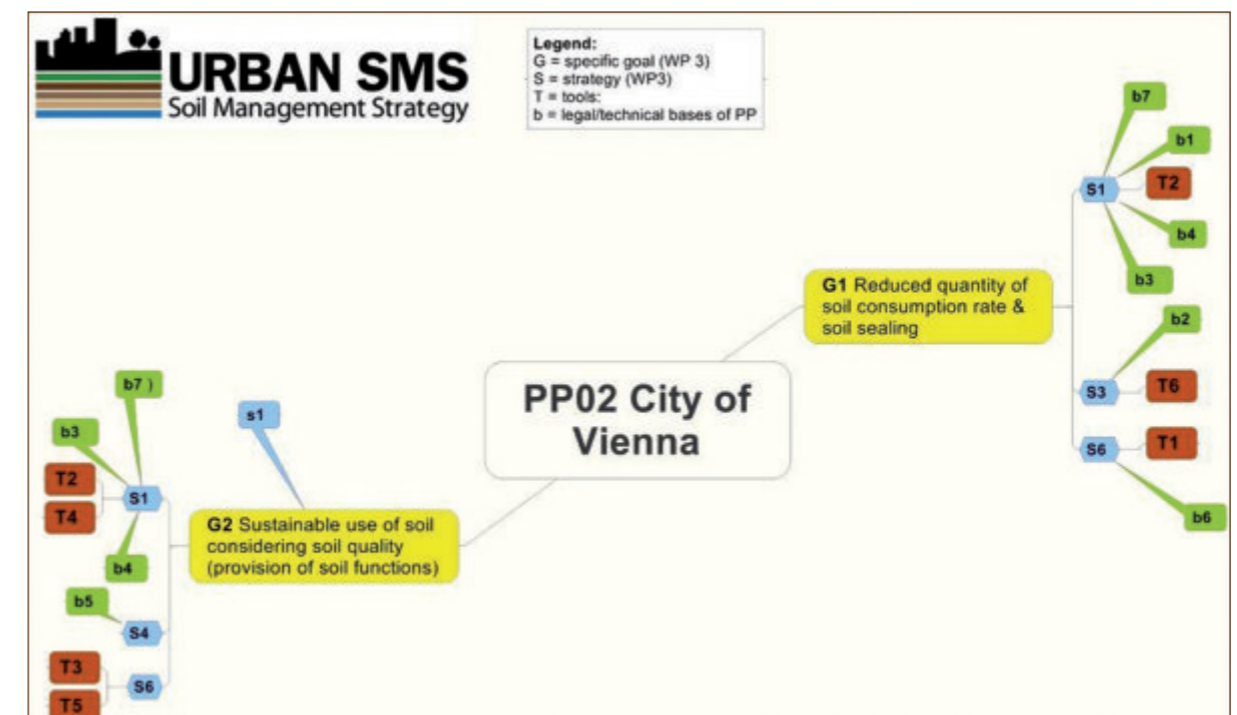 URBAN SMS
Soil Management Strategy
Legend:
G = specific goal (WP 3)
S = strategy (WP3)
T = tools:
b = legal/technical bases of PP
b7
b1
S1
T2
b4
b3
G1 Reduced quantity of
soil consumption rate &
soil sealing
b2
S3
T6
S6
T1
b6
PP02 City of
Vienna
b7 )
s1
b3
T2
S1
T4
b4
G2 Sustainable use of soil
considering soil quality
(provision of soil functions)
b5
S4
T3
S6
T5